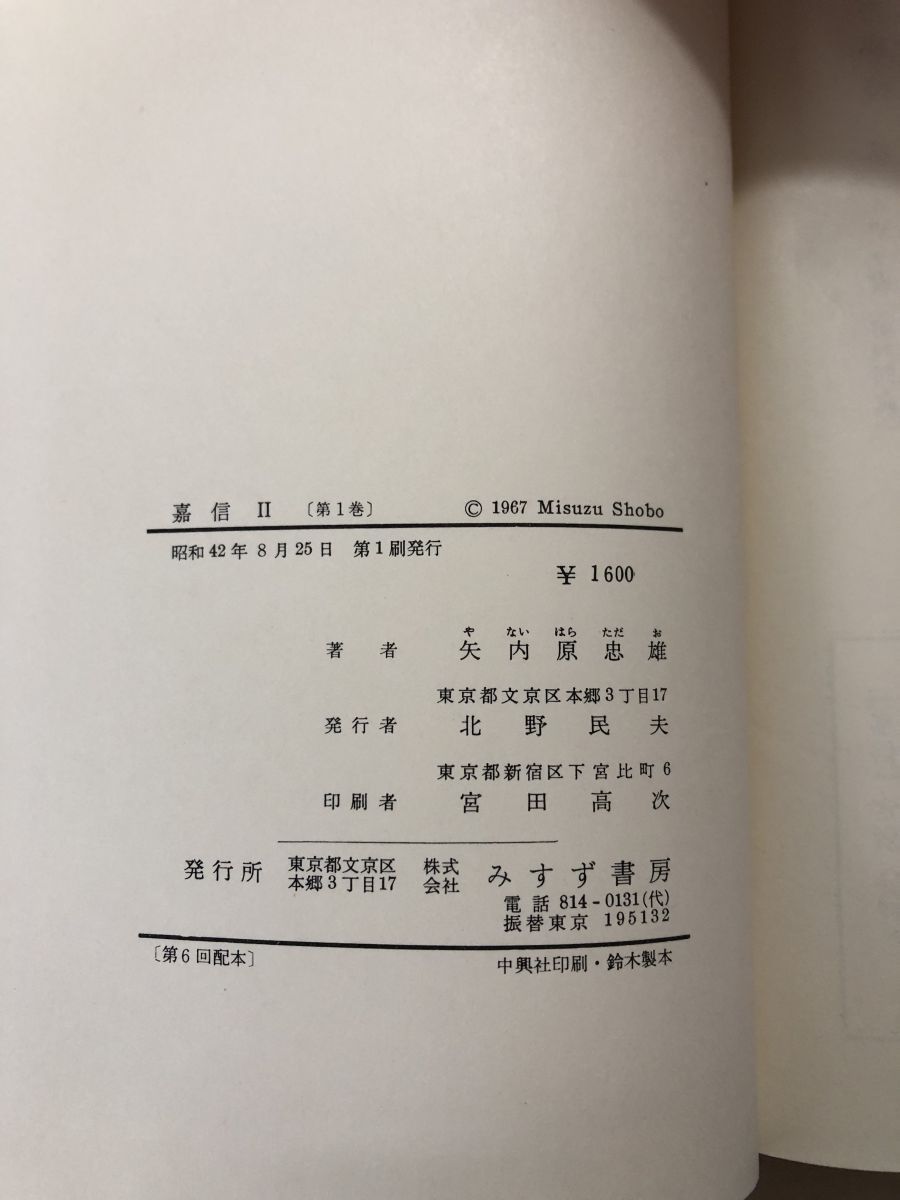 嘉信 II 〔第1巻〕 © 1967 Misuzu Shobo
昭和42年8月25日 第1刷発行
¥ 1600
や ない はら ただ お
著者 矢内原忠雄
東京都文京区本郷3丁目17
発行者 北野民夫
東京都新宿区下宮比町6
印刷者 宮田高次
発行所 東京都文京区 株式 みすず書房
本郷3丁目17 会社
電話 814-0131(代)
振替東京 195132
〔第6回配本〕 中興社印刷・鈴木製本